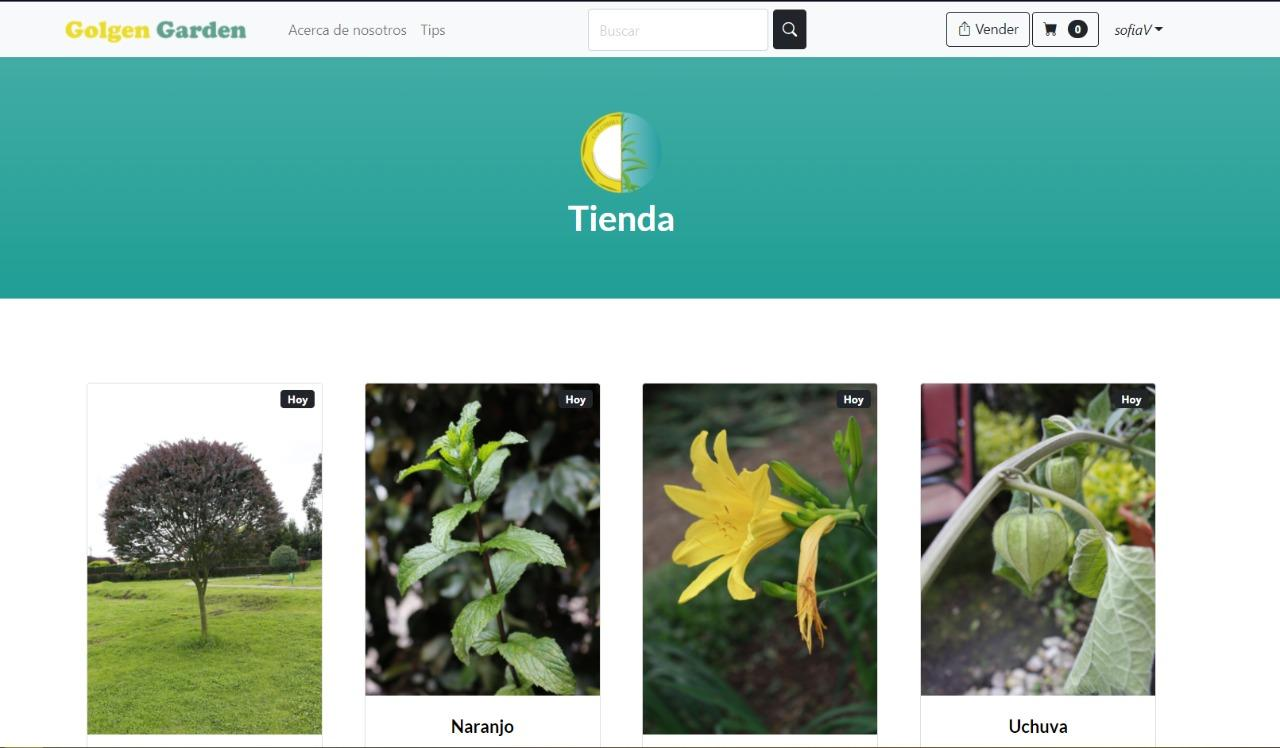 Golgen Garden
Acerca de nosotros
Tips
Buscar
Vender
0
sofiaV
Tienda
Hoy
Hoy
Hoy
Hoy
Naranjo
Uchuva